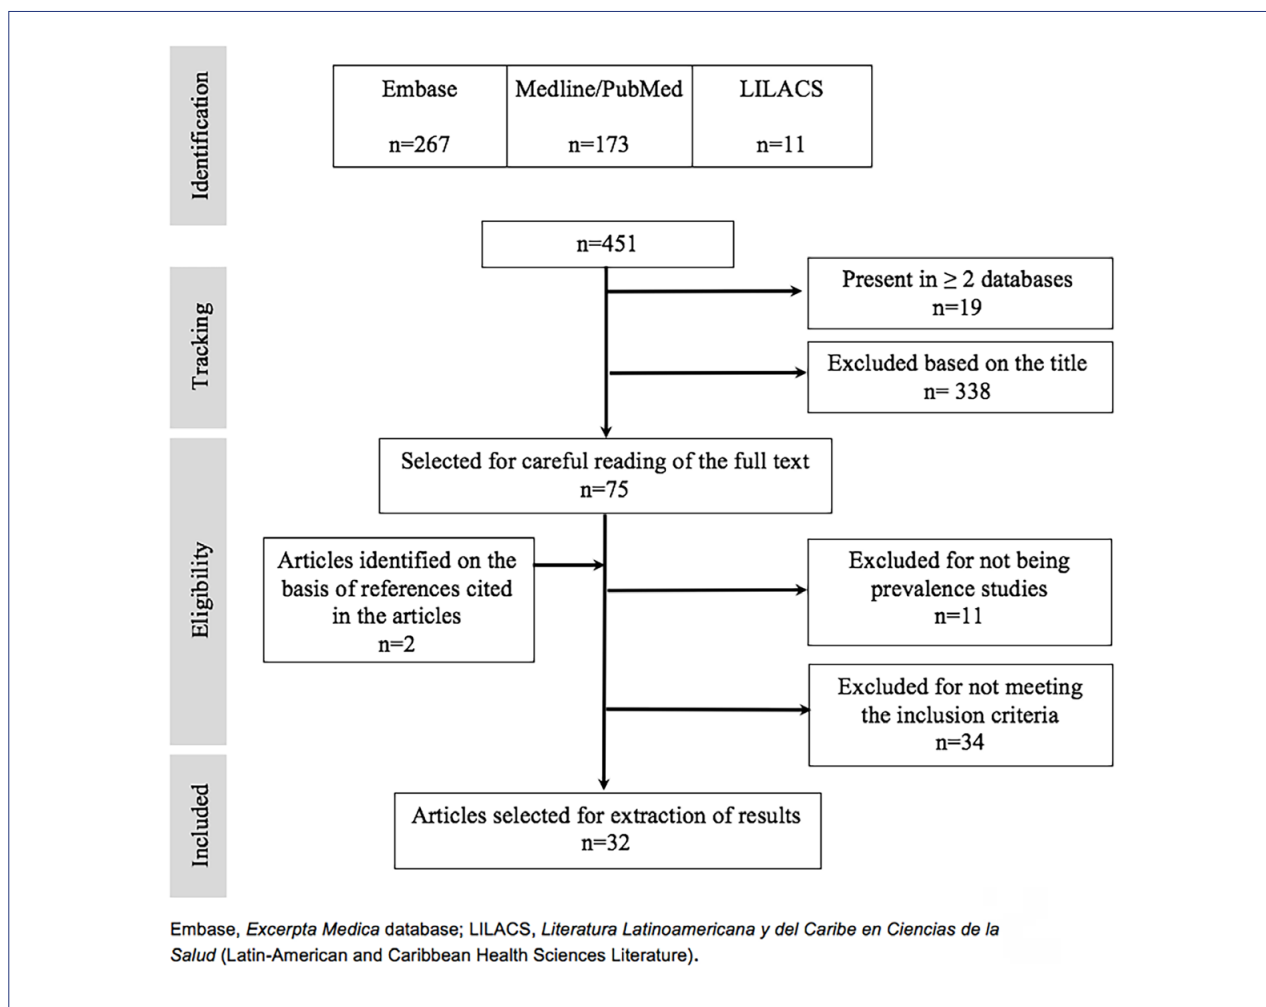 Identification
Embase
n=267
Medline/PubMed
n=173
LILACS
n=11
n=451
Tracking
Present in ≥ 2 databases
n=19
Excluded based on the title
n= 338
Eligibility
Selected for careful reading of the full text
n=75
Articles identified on the
basis of references cited
in the articles
n=2
Excluded for not being
prevalence studies
n=11
Excluded for not meeting
the inclusion criteria
n=34
Included
Articles selected for extraction of results
n=32
Embase, Excerpta Medica database; LILACS, Literatura Latinoamericana y del Caribe en Ciencias de la
Salud (Latin-American and Caribbean Health Sciences Literature).